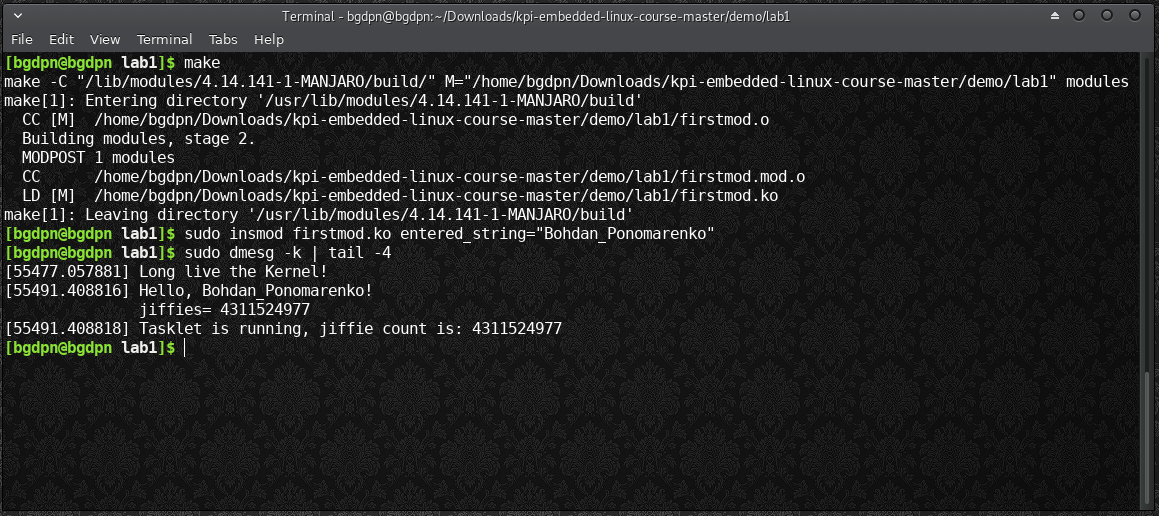 Terminal - bgdpn@bgdpn:~/Downloads/kpi-embedded-linux-course-master/demo/lab1
File Edit View Terminal Tabs Help
[bgdpn@bgdpn lab1]$ make
make -C "/lib/modules/4.14.141-1-MANJARO/build/" M="/home/bgdpn/Downloads/kpi-embedded-linux-course-master/demo/lab1" modules
make[1]: Entering directory '/usr/lib/modules/4.14.141-1-MANJARO/build'
  CC [M]  /home/bgdpn/Downloads/kpi-embedded-linux-course-master/demo/lab1/firstmod.o
  Building modules, stage 2.
  MODPOST 1 modules
  CC      /home/bgdpn/Downloads/kpi-embedded-linux-course-master/demo/lab1/firstmod.mod.o
  LD [M]  /home/bgdpn/Downloads/kpi-embedded-linux-course-master/demo/lab1/firstmod.ko
make[1]: Leaving directory '/usr/lib/modules/4.14.141-1-MANJARO/build'
[bgdpn@bgdpn lab1]$ sudo insmod firstmod.ko entered_string="Bohdan_Ponomarenko"
[bgdpn@bgdpn lab1]$ sudo dmesg -k | tail -4
[55477.057881] Long live the Kernel!
[55491.408816] Hello, Bohdan_Ponomarenko!
               jiffies= 4311524977
[55491.408818] Tasklet is running, jiffie count is: 4311524977
[bgdpn@bgdpn lab1]$